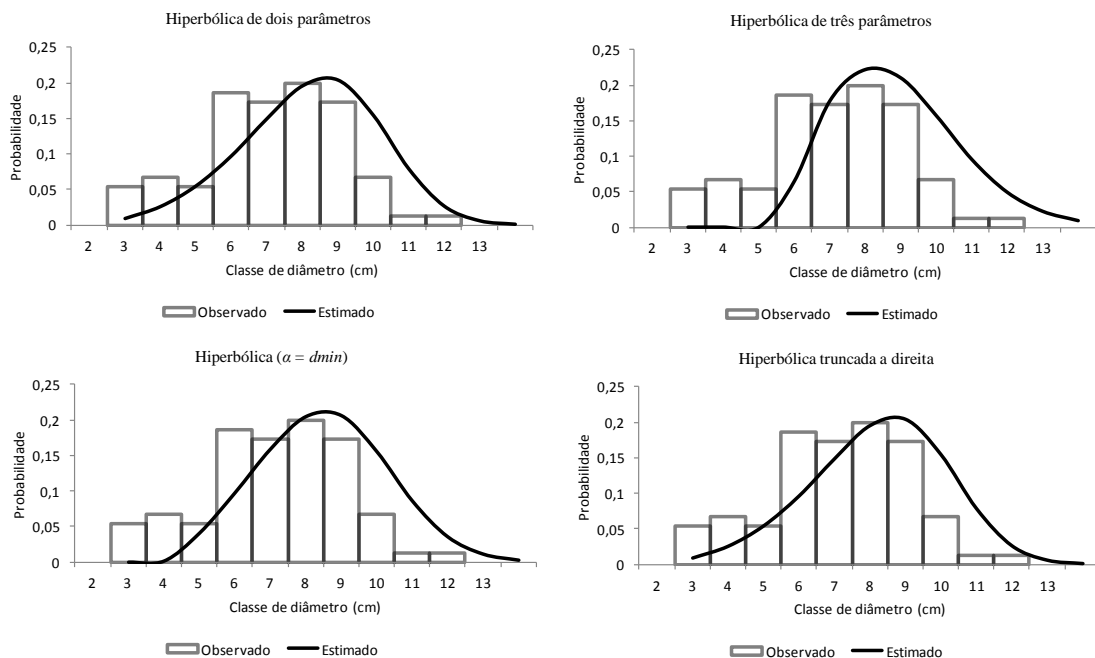 Hiperbólica de dois parâmetros
0,25
0,2
0,15
0,1
0,05
0
Probabilidade
2 3 4 5 6 7 8 9 10 11 12 13
Classe de diâmetro (cm)
Observado Estimado
Hiperbólica de três parâmetros
0,25
0,2
0,15
0,1
0,05
0
Probabilidade
2 3 4 5 6 7 8 9 10 11 12 13
Classe de diâmetro (cm)
Observado Estimado
Hiperbólica (α = dmin)
0,25
0,2
0,15
0,1
0,05
0
Probabilidade
2 3 4 5 6 7 8 9 10 11 12 13
Classe de diâmetro (cm)
Observado Estimado
Hiperbólica truncada a direita
0,25
0,2
0,15
0,1
0,05
0
Probabilidade
2 3 4 5 6 7 8 9 10 11 12 13
Classe de diâmetro (cm)
Observado Estimado